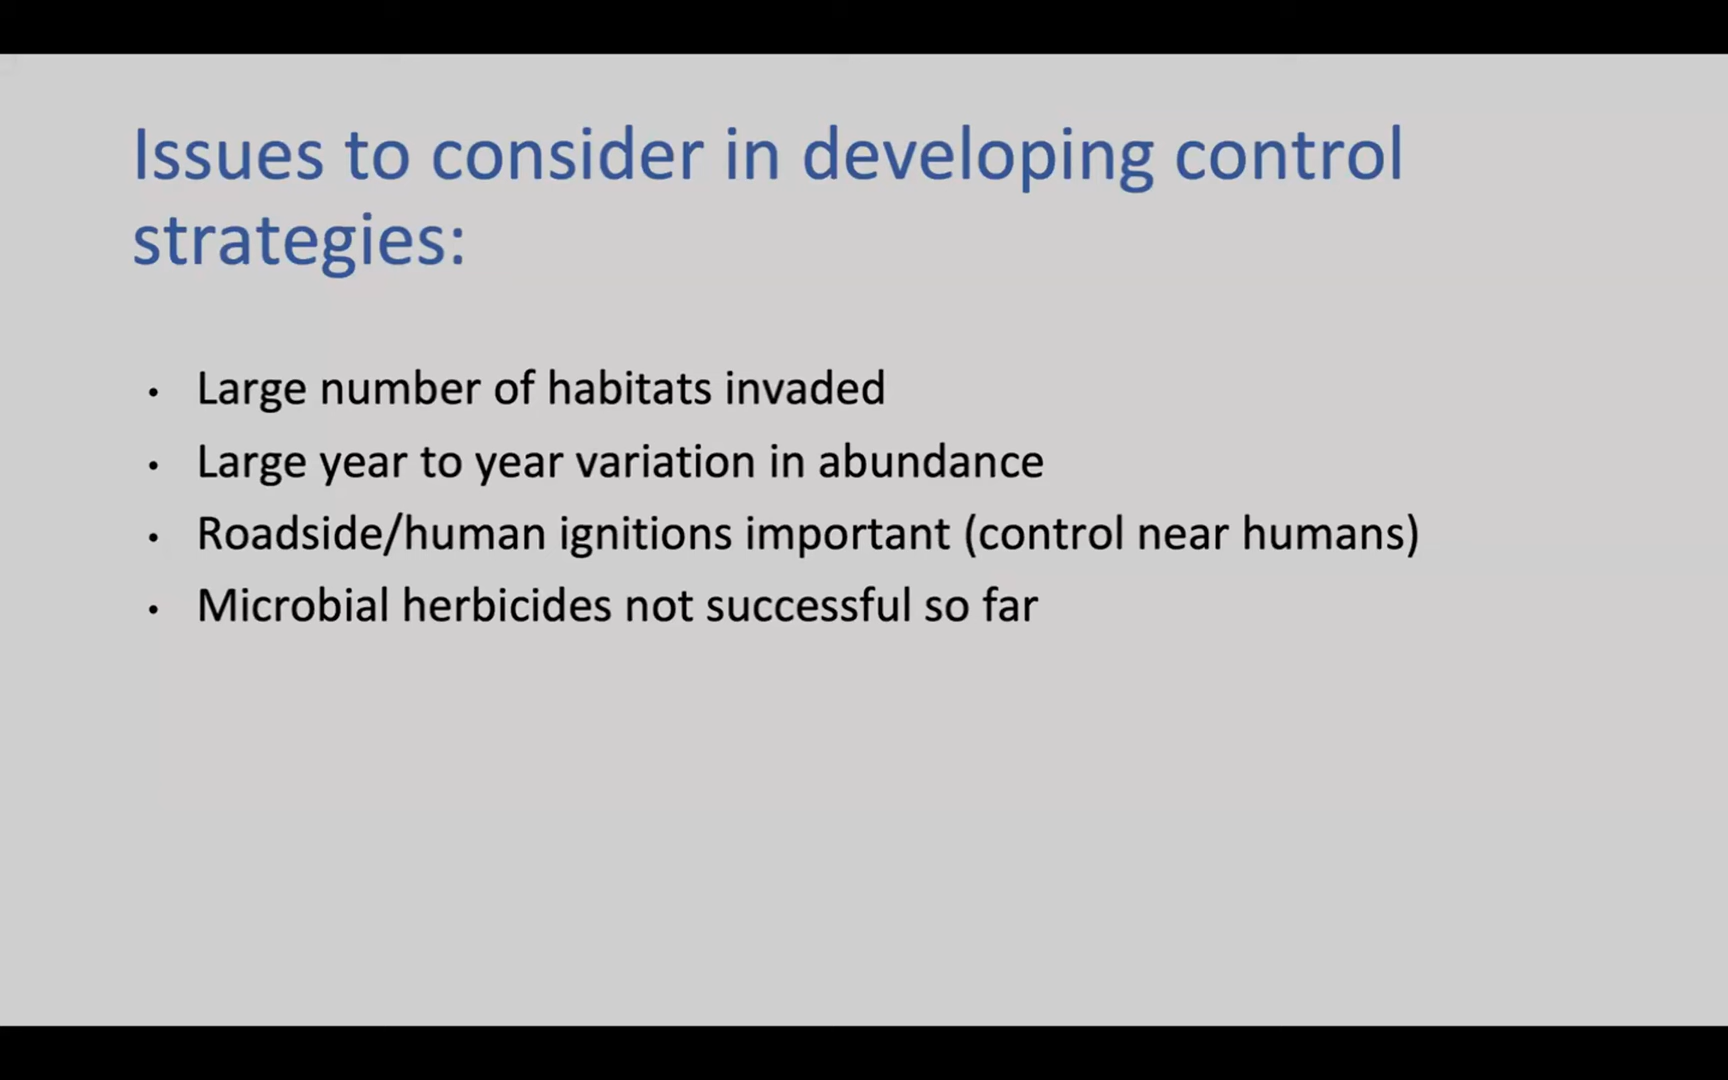 Issues to consider in developing control
strategies:
• Large number of habitats invaded
• Large year to year variation in abundance
• Roadside/human ignitions important (control near humans)
• Microbial herbicides not successful so far